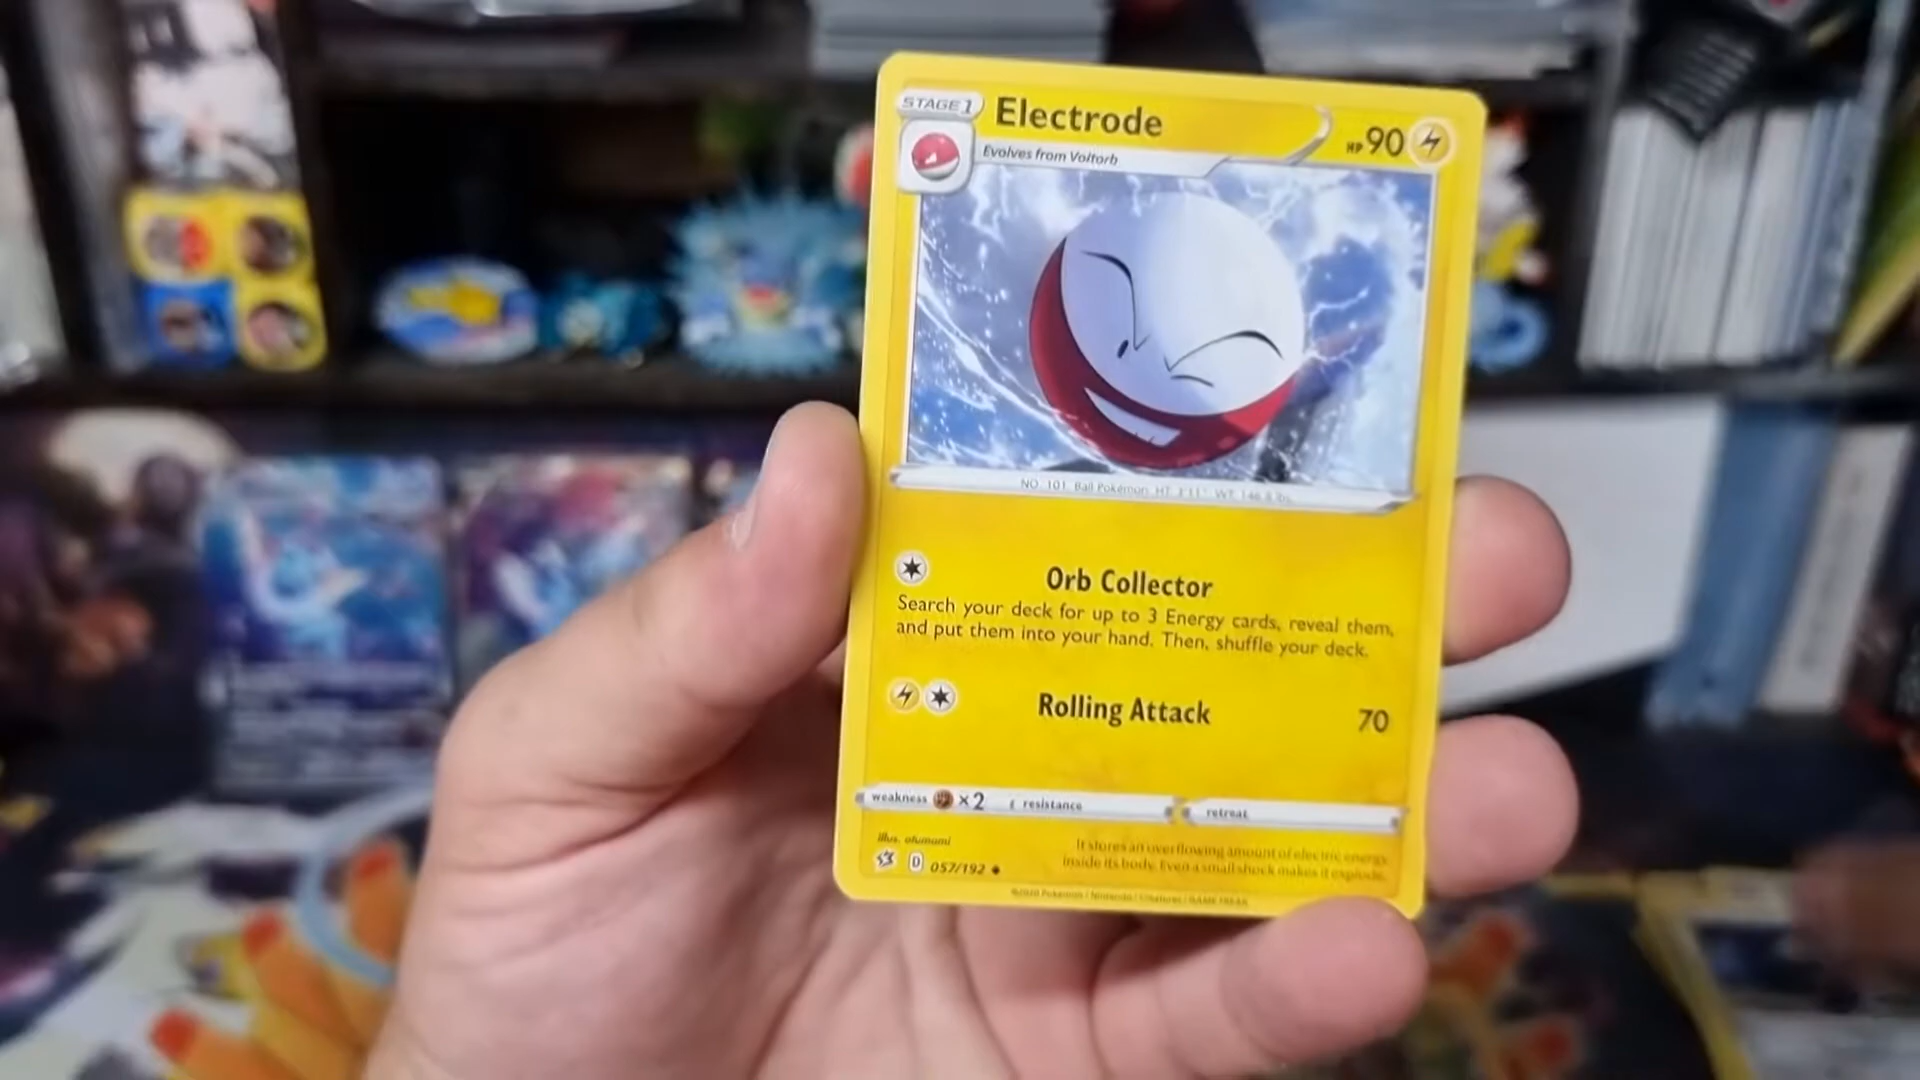 STAGE 1
Electrode
HP 90
Evolves from Voltorb
NO. 101 Ball Pokémon HT: 3'11" WT: 146.8 lbs.
Orb Collector
Search your deck for up to 3 Energy cards, reveal them,
and put them into your hand. Then, shuffle your deck.
Rolling Attack 70
weakness ×2 resistance retreat
Illus. otumami
It stores an overflowing amount of electric energy
inside its body. Even a small shock makes it explode.
D 057/192
©2020 Pokémon / Nintendo / Creatures / GAME FREAK